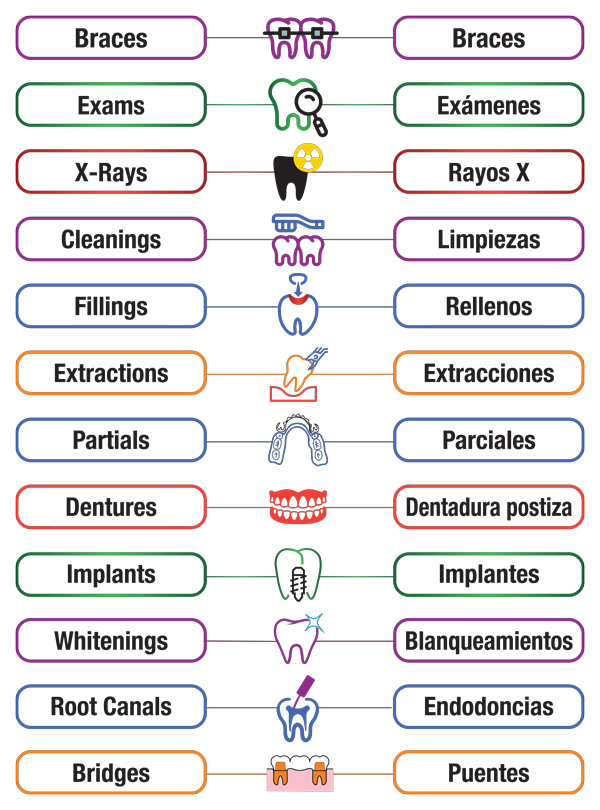 Braces Braces
Exams Exámenes
X-Rays Rayos X
Cleanings Limpiezas
Fillings Rellenos
Extractions Extracciones
Partials Parciales
Dentures Dentadura postiza
Implants Implantes
Whitenings Blanqueamientos
Root Canals Endodoncias
Bridges Puentes